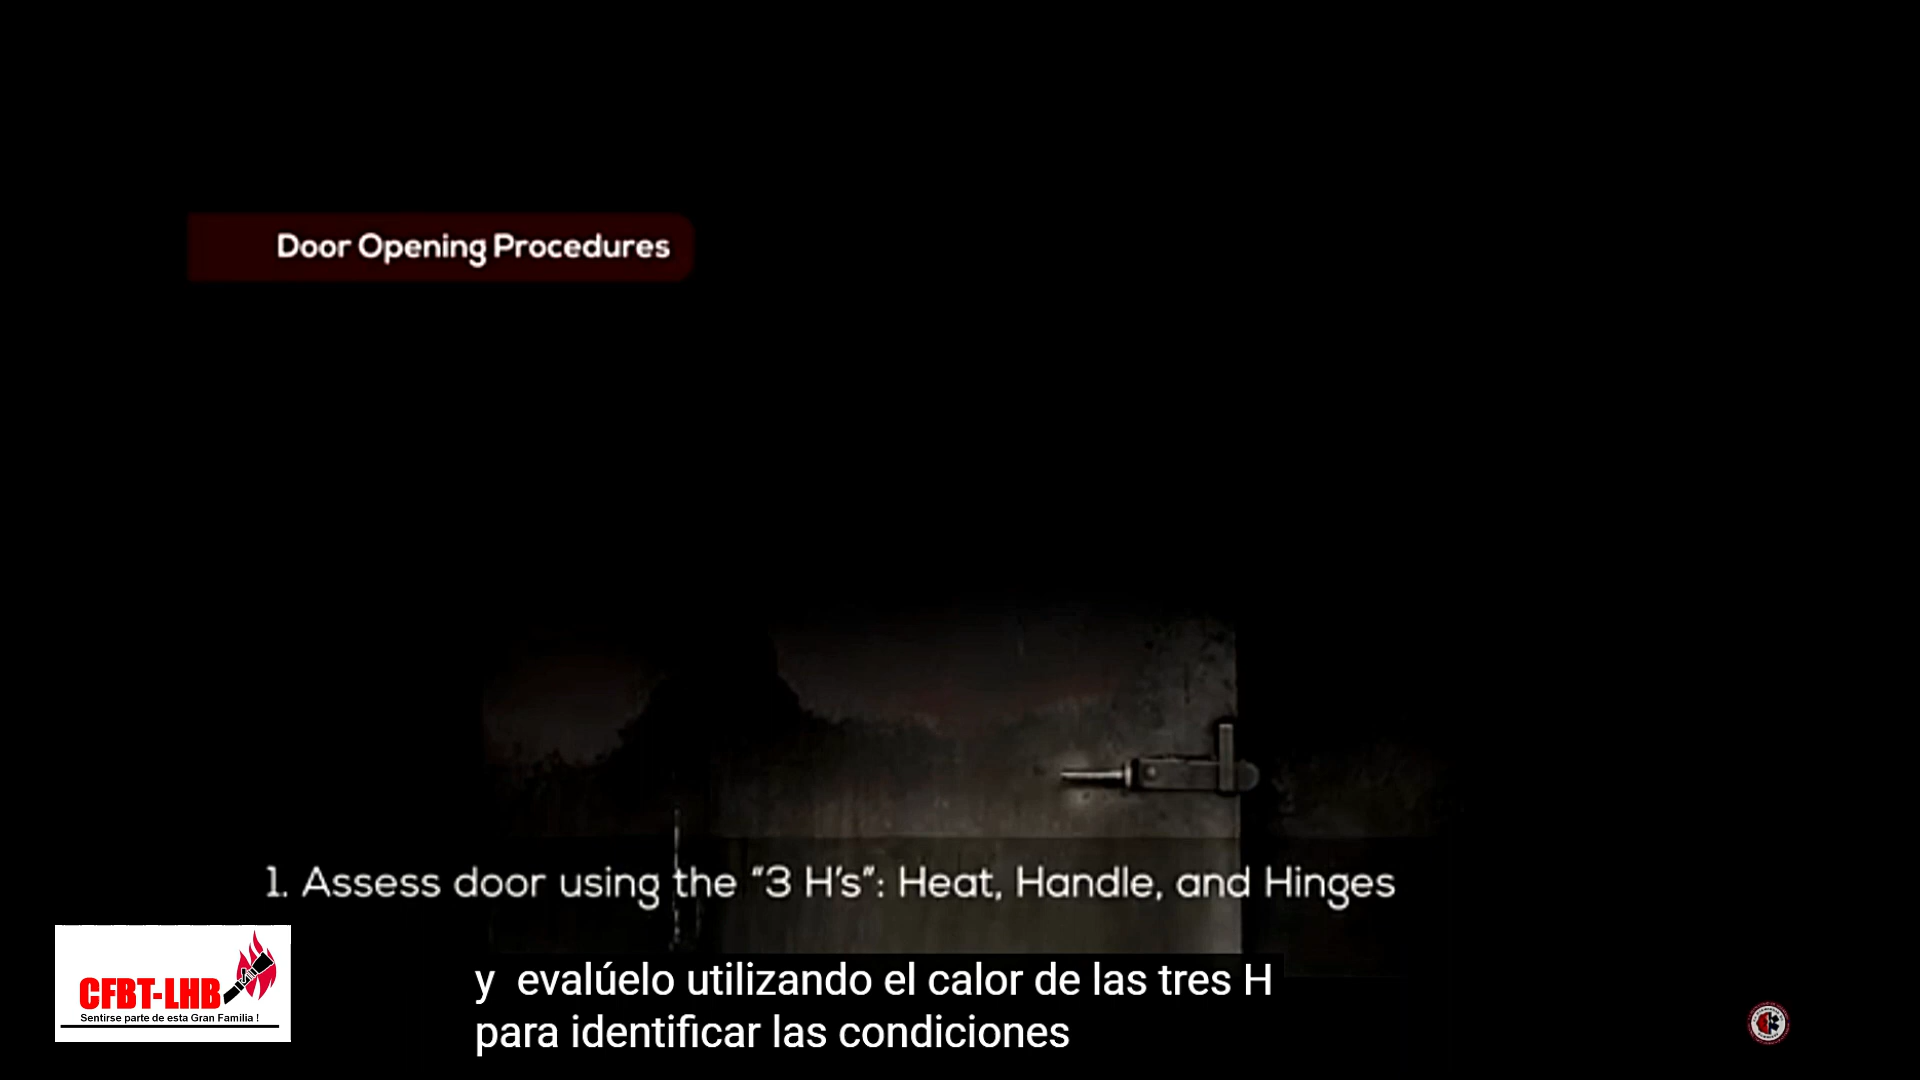 Door Opening Procedures
1. Assess door using the “3 H’s”: Heat, Handle, and Hinges
CFBT-LHB
Sentirse parte de esta Gran Familia !
y evalúelo utilizando el calor de las tres H
para identificar las condiciones